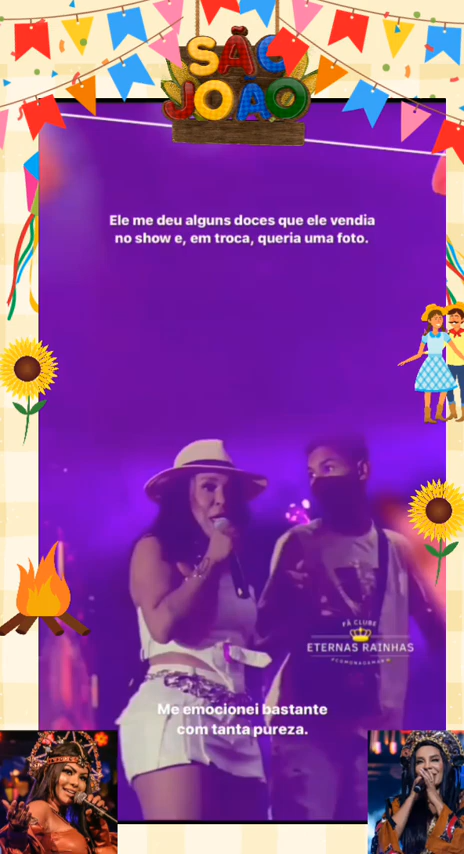 SÃO
JOÃO
Ele me deu alguns doces que ele vendia
no show e, em troca, queria uma foto.
FÃ CLUBE
ETERNAS RAINHAS
Me emocionei bastante
com tanta pureza.